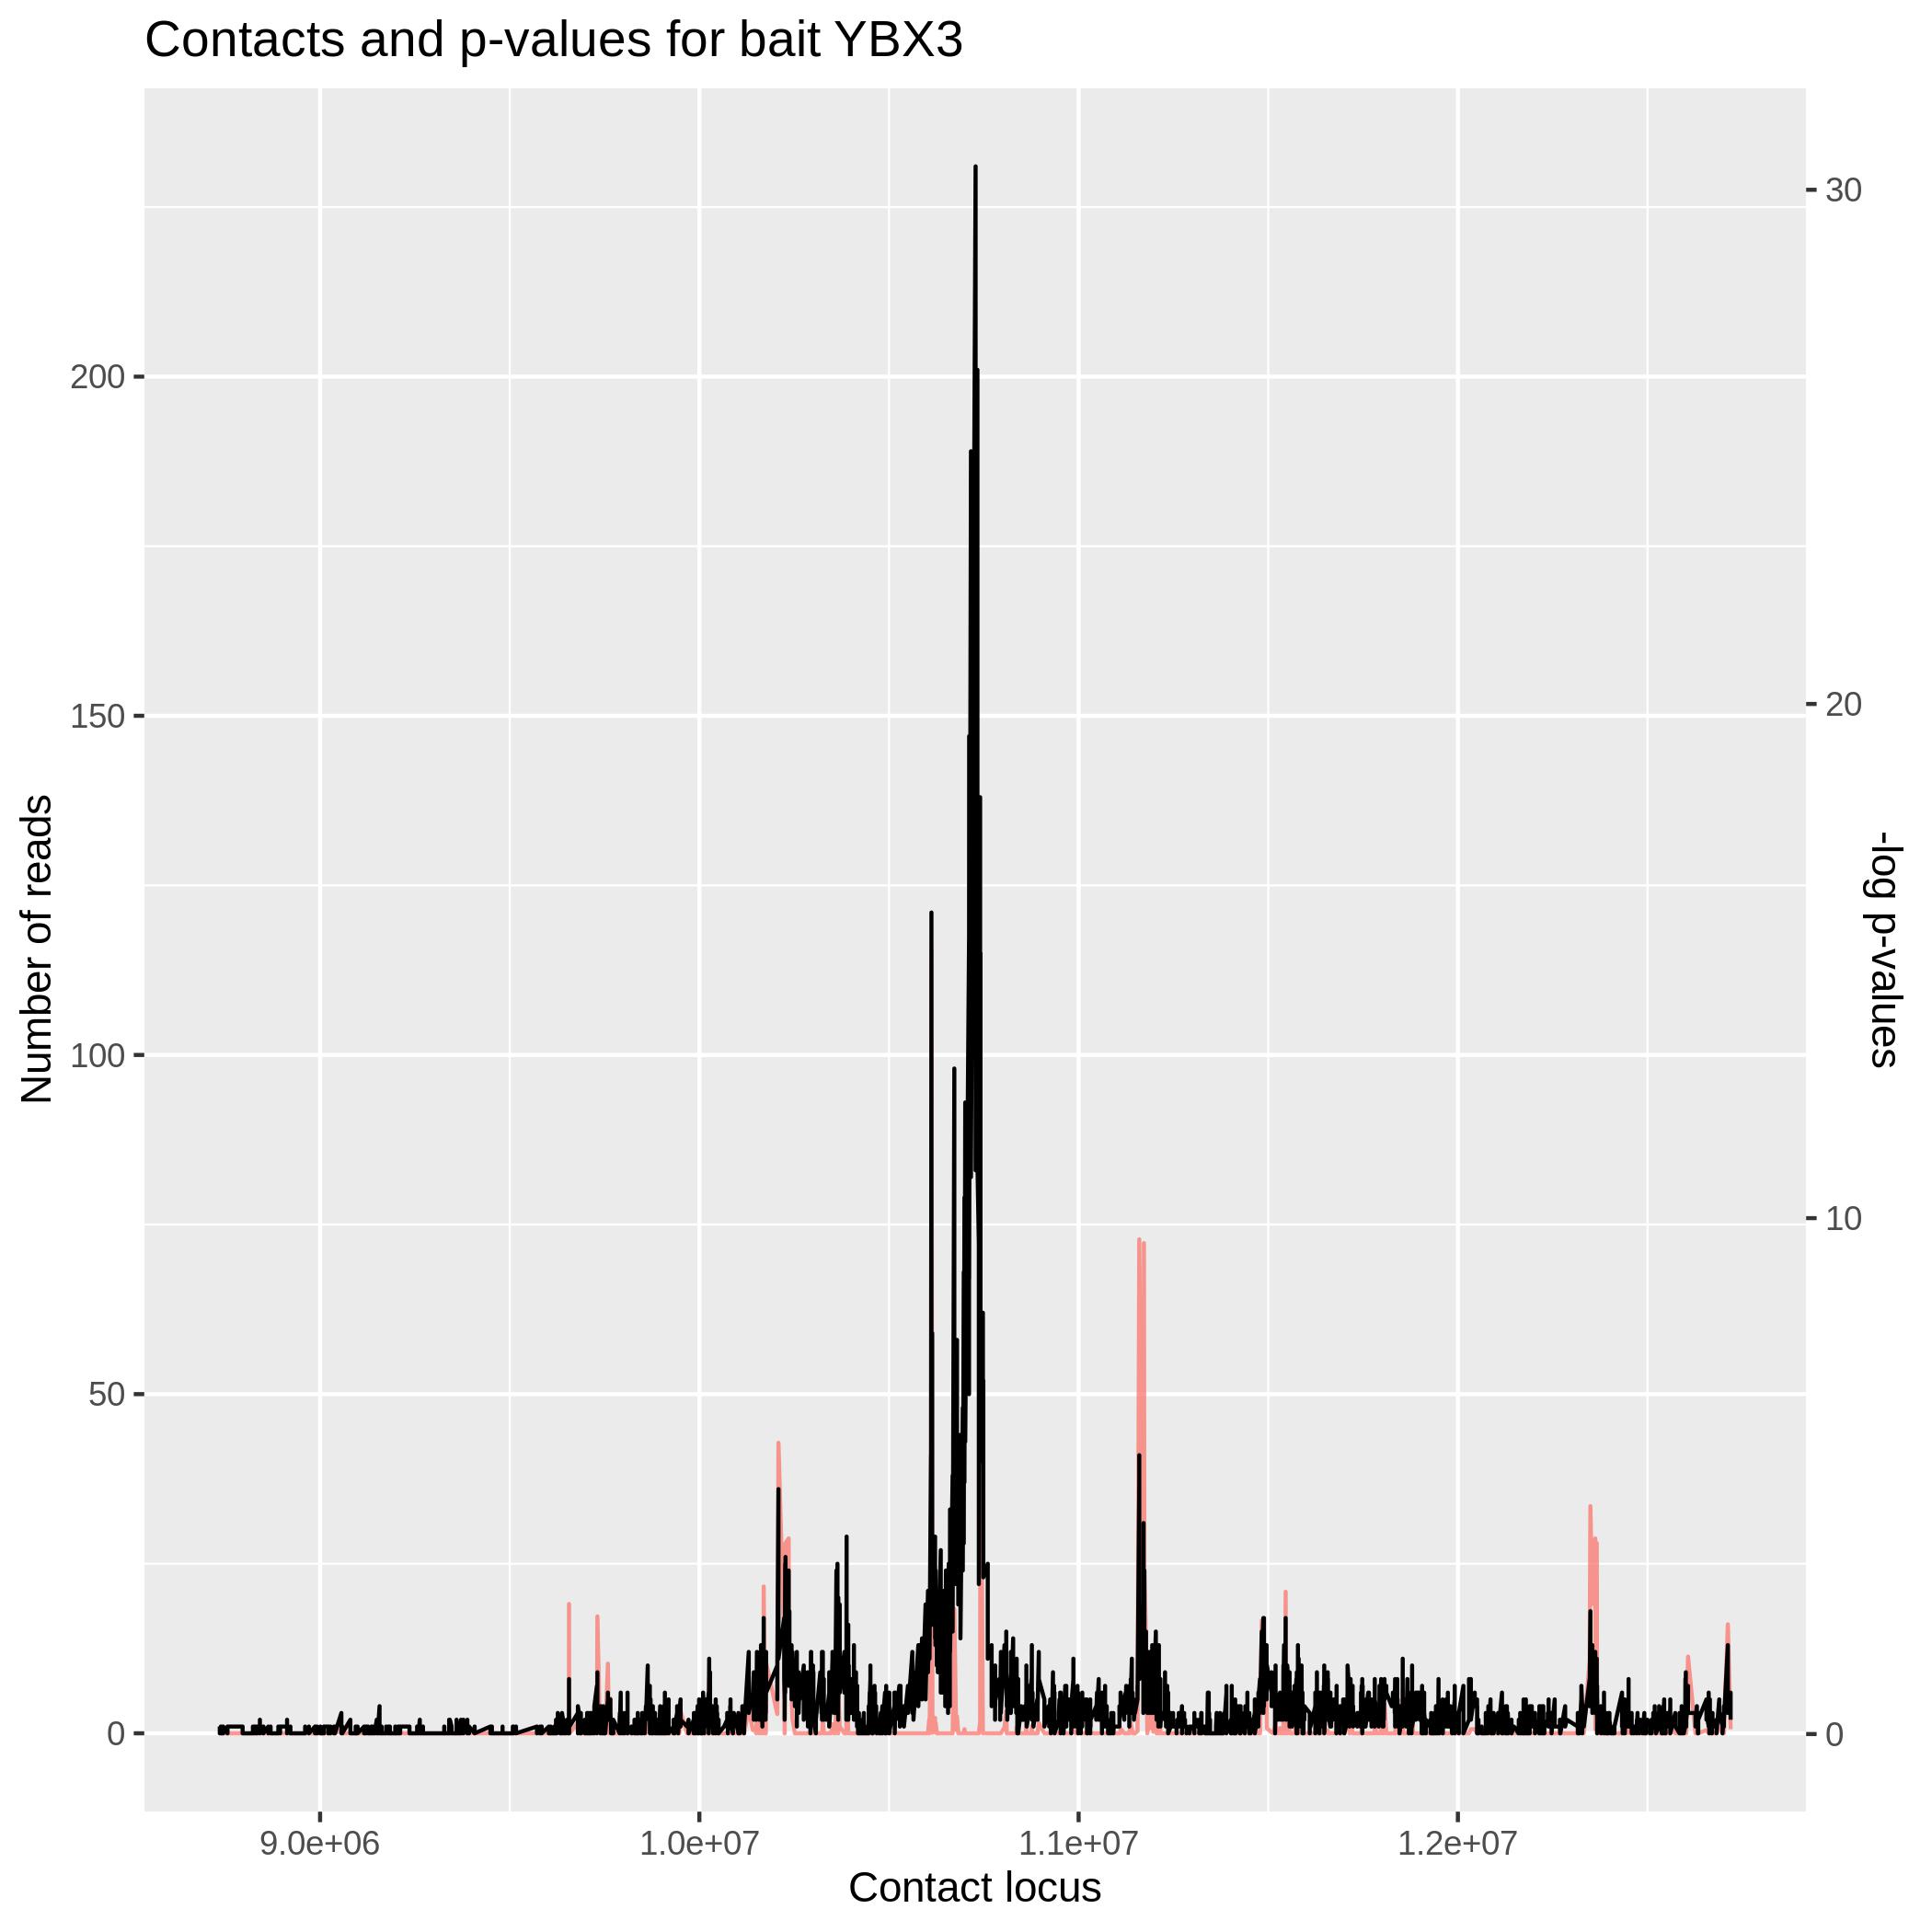 Contacts and p-values for bait YBX3
Number of reads
200
150
100
50
0
30
20
10
0
-log p-values
9.0e+06
1.0e+07
1.1e+07
1.2e+07
Contact locus